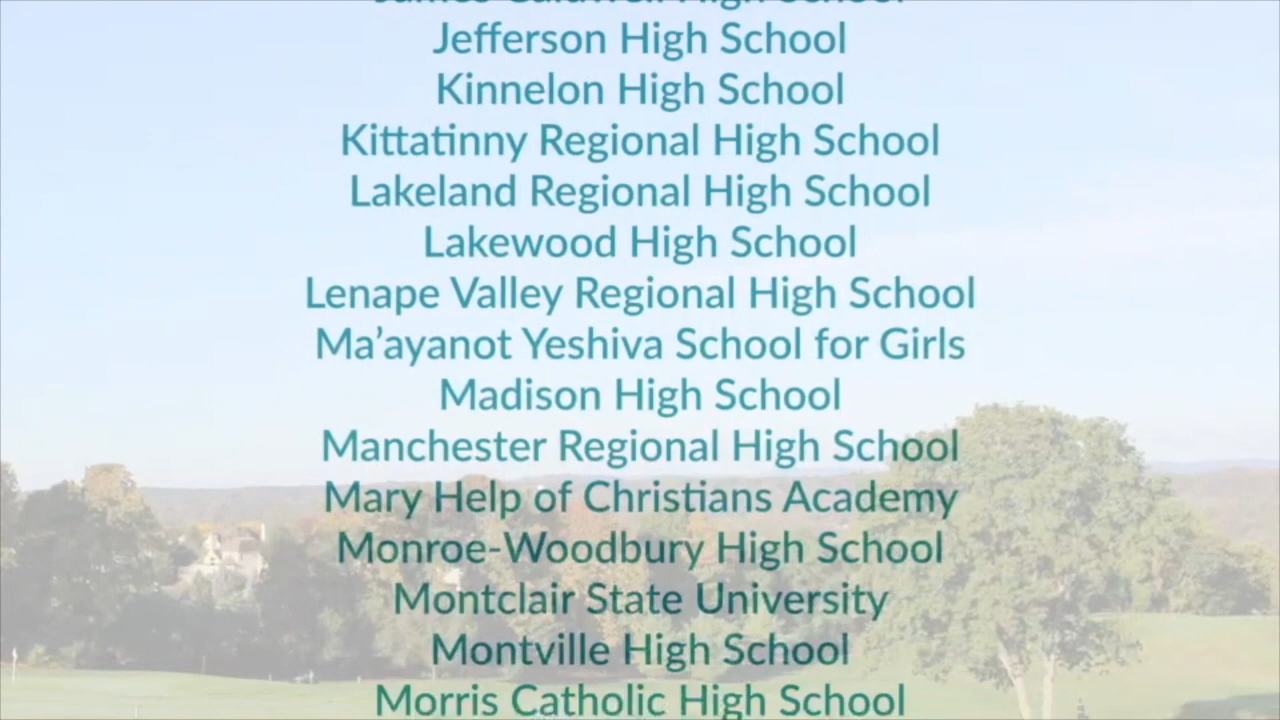 High School
Jefferson High School
Kinnelon High School
Kittatinny Regional High School
Lakeland Regional High School
Lakewood High School
Lenape Valley Regional High School
Ma’ayanot Yeshiva School for Girls
Madison High School
Manchester Regional High School
Mary Help of Christians Academy
Monroe-Woodbury High School
Montclair State University
Montville High School
Morris Catholic High School